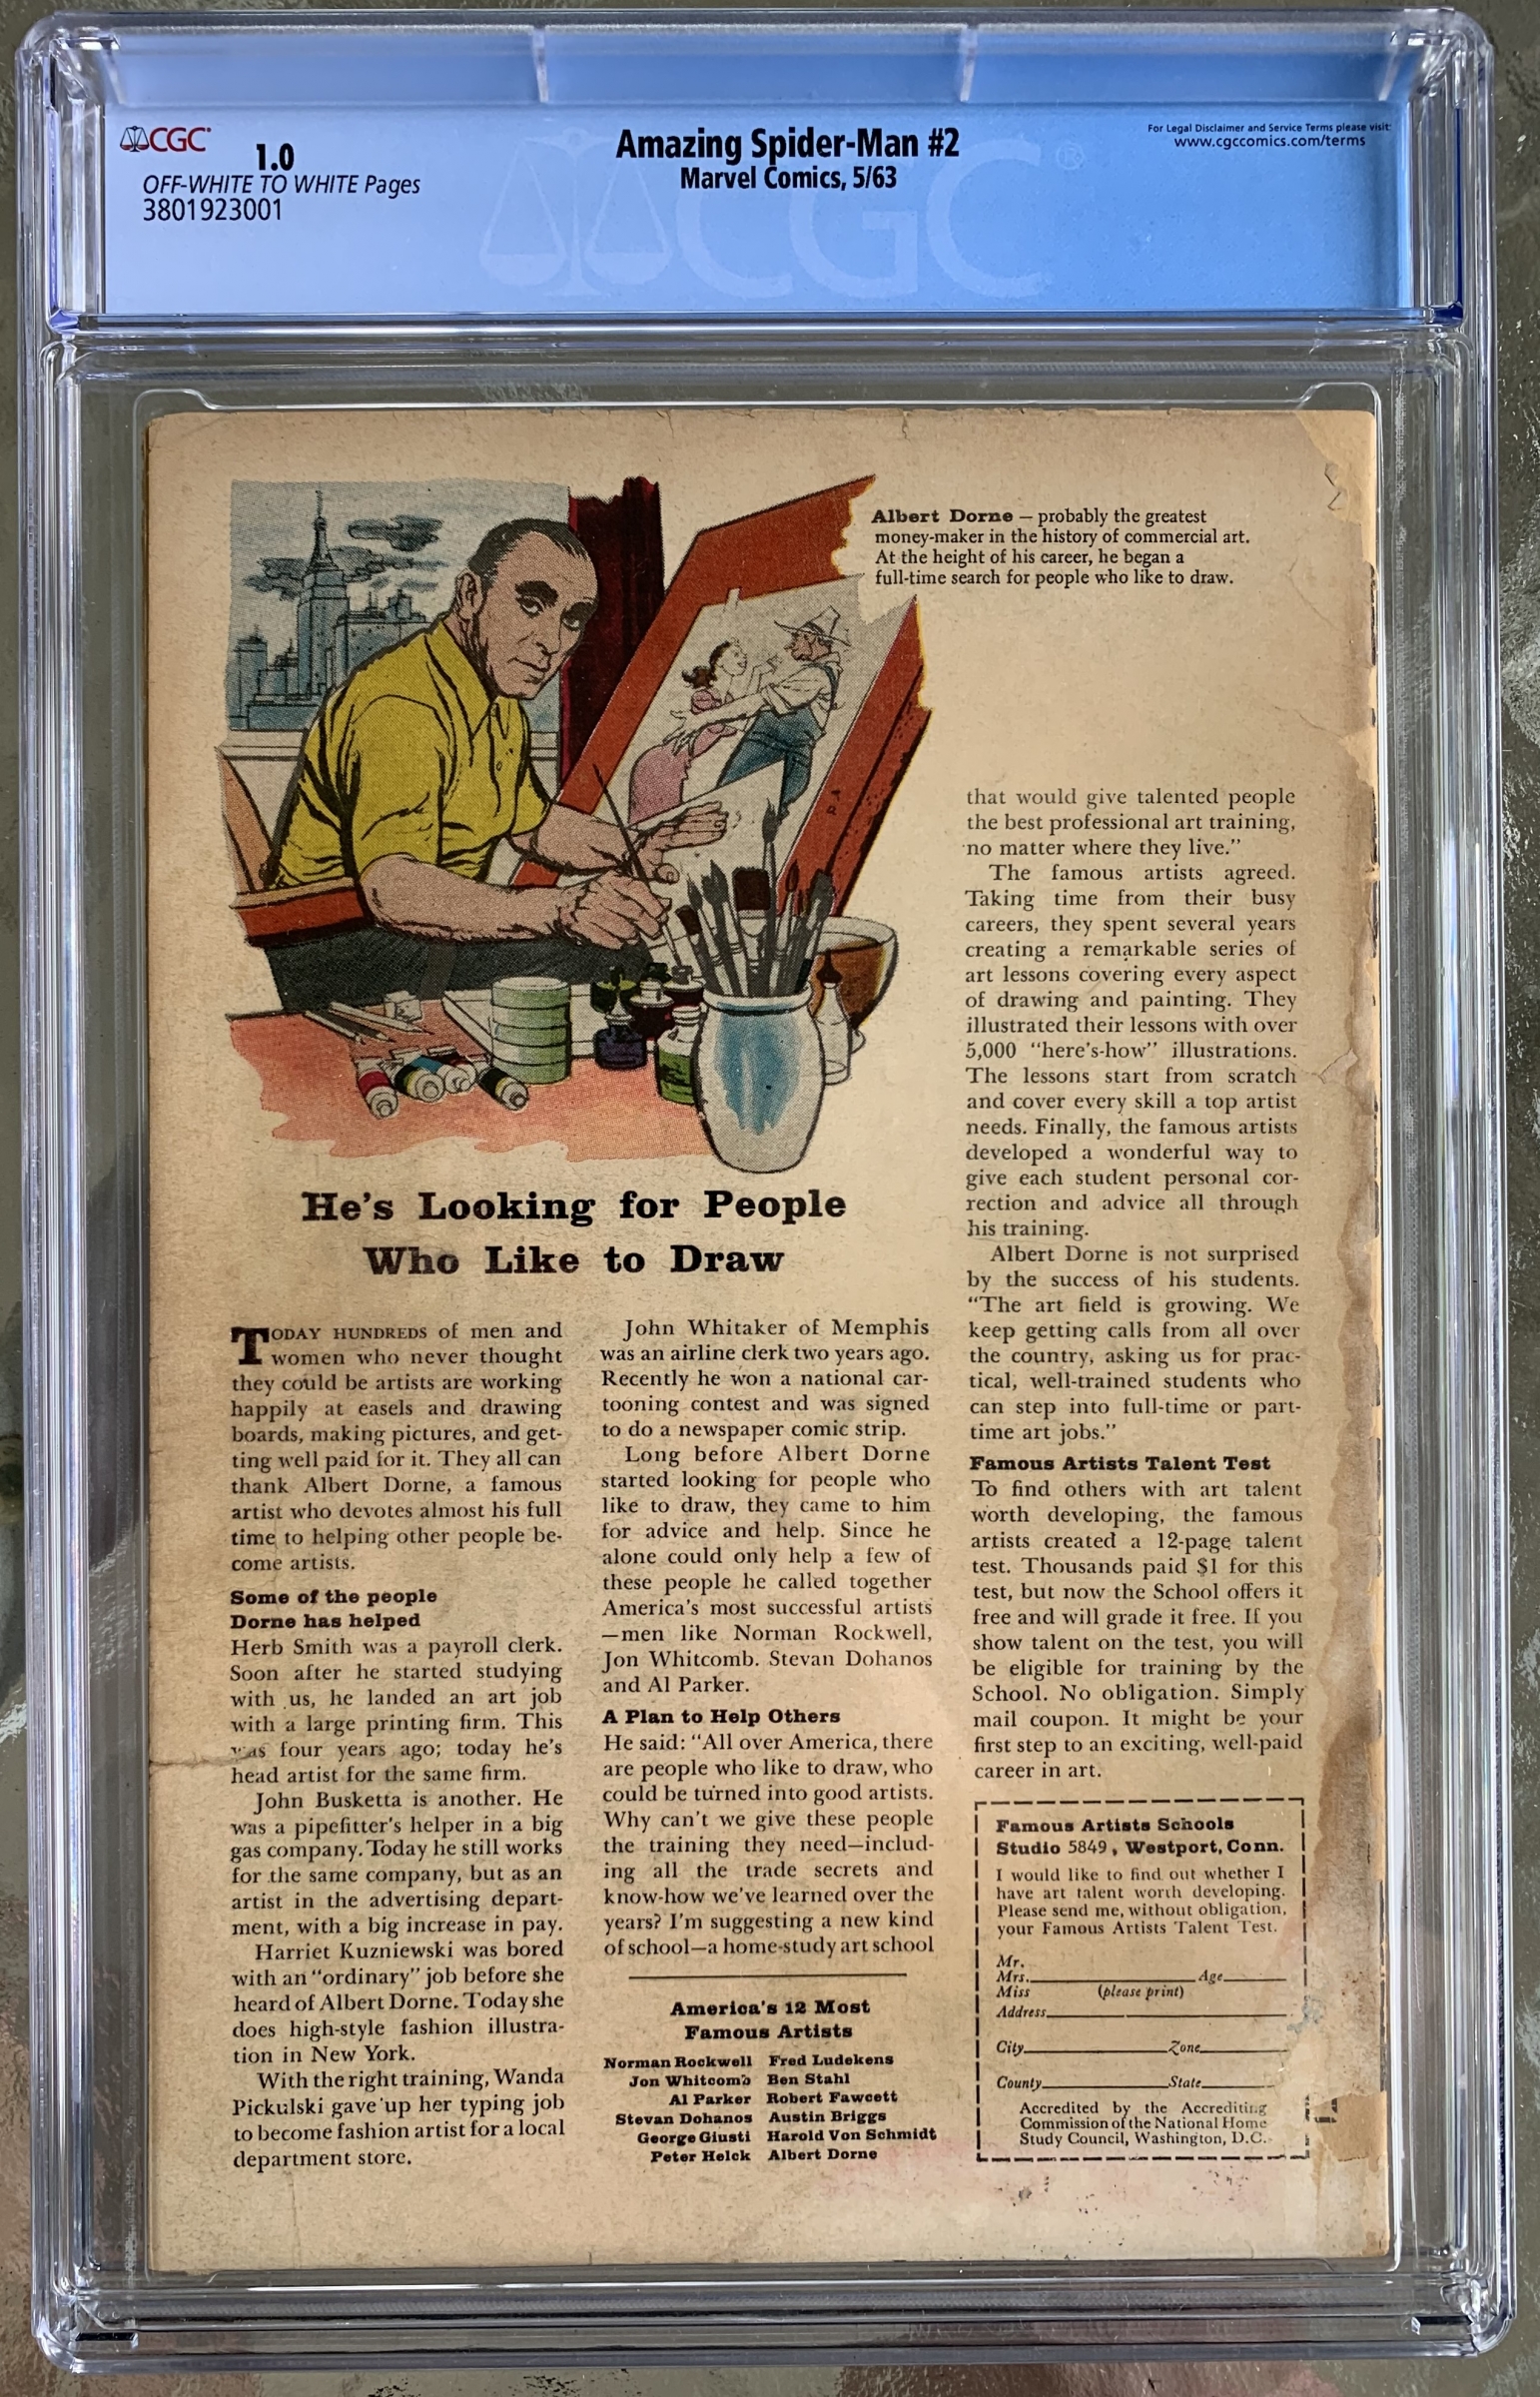 CGC
1.0
OFF-WHITE TO WHITE Pages
3801923001
Amazing Spider-Man #2
Marvel Comics, 5/63
For Legal Disclaimer and Service Terms please visit:
www.cgccomics.com/terms
CGC
Albert Dorne — probably the greatest
money-maker in the history of commercial art.
At the height of his career, he began a
full-time search for people who like to draw.
He's Looking for People
Who Like to Draw
TODAY HUNDREDS of men and
women who never thought
they could be artists are working
happily at easels and drawing
boards, making pictures, and get-
ting well paid for it. They all can
thank Albert Dorne, a famous
artist who devotes almost his full
time to helping other people be-
come artists.
Some of the people
Dorne has helped
Herb Smith was a payroll clerk.
Soon after he started studying
with us, he landed an art job
with a large printing firm. This
was four years ago; today he's
head artist for the same firm.
John Busketta is another. He
was a pipefitter's helper in a big
gas company. Today he still works
for the same company, but as an
artist in the advertising depart-
ment, with a big increase in pay.
Harriet Kuzniewski was bored
with an "ordinary" job before she
heard of Albert Dorne. Today she
does high-style fashion illustra-
tion in New York.
With the right training, Wanda
Pickulski gave up her typing job
to become fashion artist for a local
department store.
John Whitaker of Memphis
was an airline clerk two years ago.
Recently he won a national car-
tooning contest and was signed
to do a newspaper comic strip.
Long before Albert Dorne
started looking for people who
like to draw, they came to him
for advice and help. Since he
alone could only help a few of
these people he called together
America's most successful artists
—men like Norman Rockwell,
Jon Whitcomb. Stevan Dohanos
and Al Parker.
A Plan to Help Others
He said: "All over America, there
are people who like to draw, who
could be turned into good artists.
Why can't we give these people
the training they need—includ-
ing all the trade secrets and
know-how we've learned over the
years? I'm suggesting a new kind
of school—a home-study art school
America's 12 Most
Famous Artists
Norman Rockwell Fred Ludekens
Jon Whitcomb Ben Stahl
Al Parker Robert Fawcett
Stevan Dohanos Austin Briggs
George Giusti Harold Von Schmidt
Peter Helck Albert Dorne
that would give talented people
the best professional art training,
no matter where they live."
The famous artists agreed.
Taking time from their busy
careers, they spent several years
creating a remarkable series of
art lessons covering every aspect
of drawing and painting. They
illustrated their lessons with over
5,000 "here's-how" illustrations.
The lessons start from scratch
and cover every skill a top artist
needs. Finally, the famous artists
developed a wonderful way to
give each student personal cor-
rection and advice all through
his training.
Albert Dorne is not surprised
by the success of his students.
"The art field is growing. We
keep getting calls from all over
the country, asking us for prac-
tical, well-trained students who
can step into full-time or part-
time art jobs."
Famous Artists Talent Test
To find others with art talent
worth developing, the famous
artists created a 12-page talent
test. Thousands paid $1 for this
test, but now the School offers it
free and will grade it free. If you
show talent on the test, you will
be eligible for training by the
School. No obligation. Simply
mail coupon. It might be your
first step to an exciting, well-paid
career in art.
Famous Artists Schools
Studio 5849, Westport, Conn.
I would like to find out whether I
have art talent worth developing.
Please send me, without obligation,
your Famous Artists Talent Test.
Mr.
Mrs. Age
Miss (please print)
Address
City Zone
County State
Accredited by the Accrediting
Commission of the National Home
Study Council, Washington, D.C.